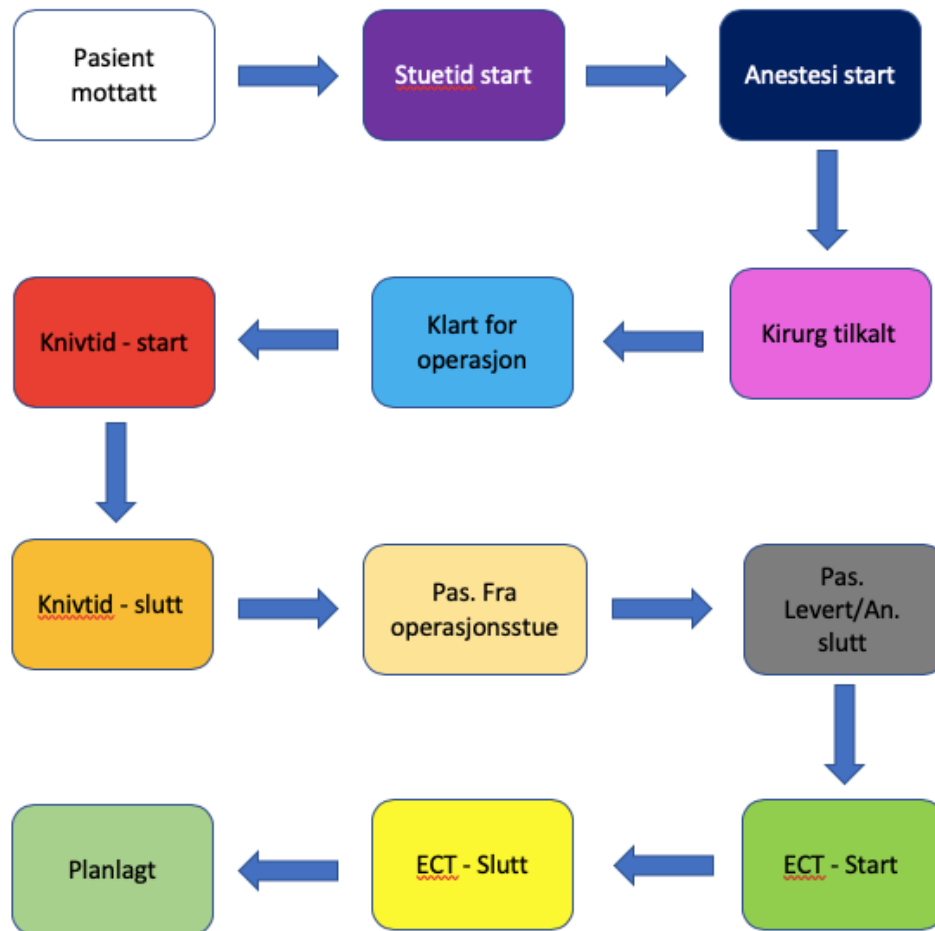 Pasient
mottatt
Stuetid start
Anestesi start
Kirurg tilkalt
Klart for
operasjon
Knivtid - start
Knivtid - slutt
Pas. Fra
operasjonsstue
Pas.
Levert/An.
slutt
ECT - Start
ECT - Slutt
Planlagt